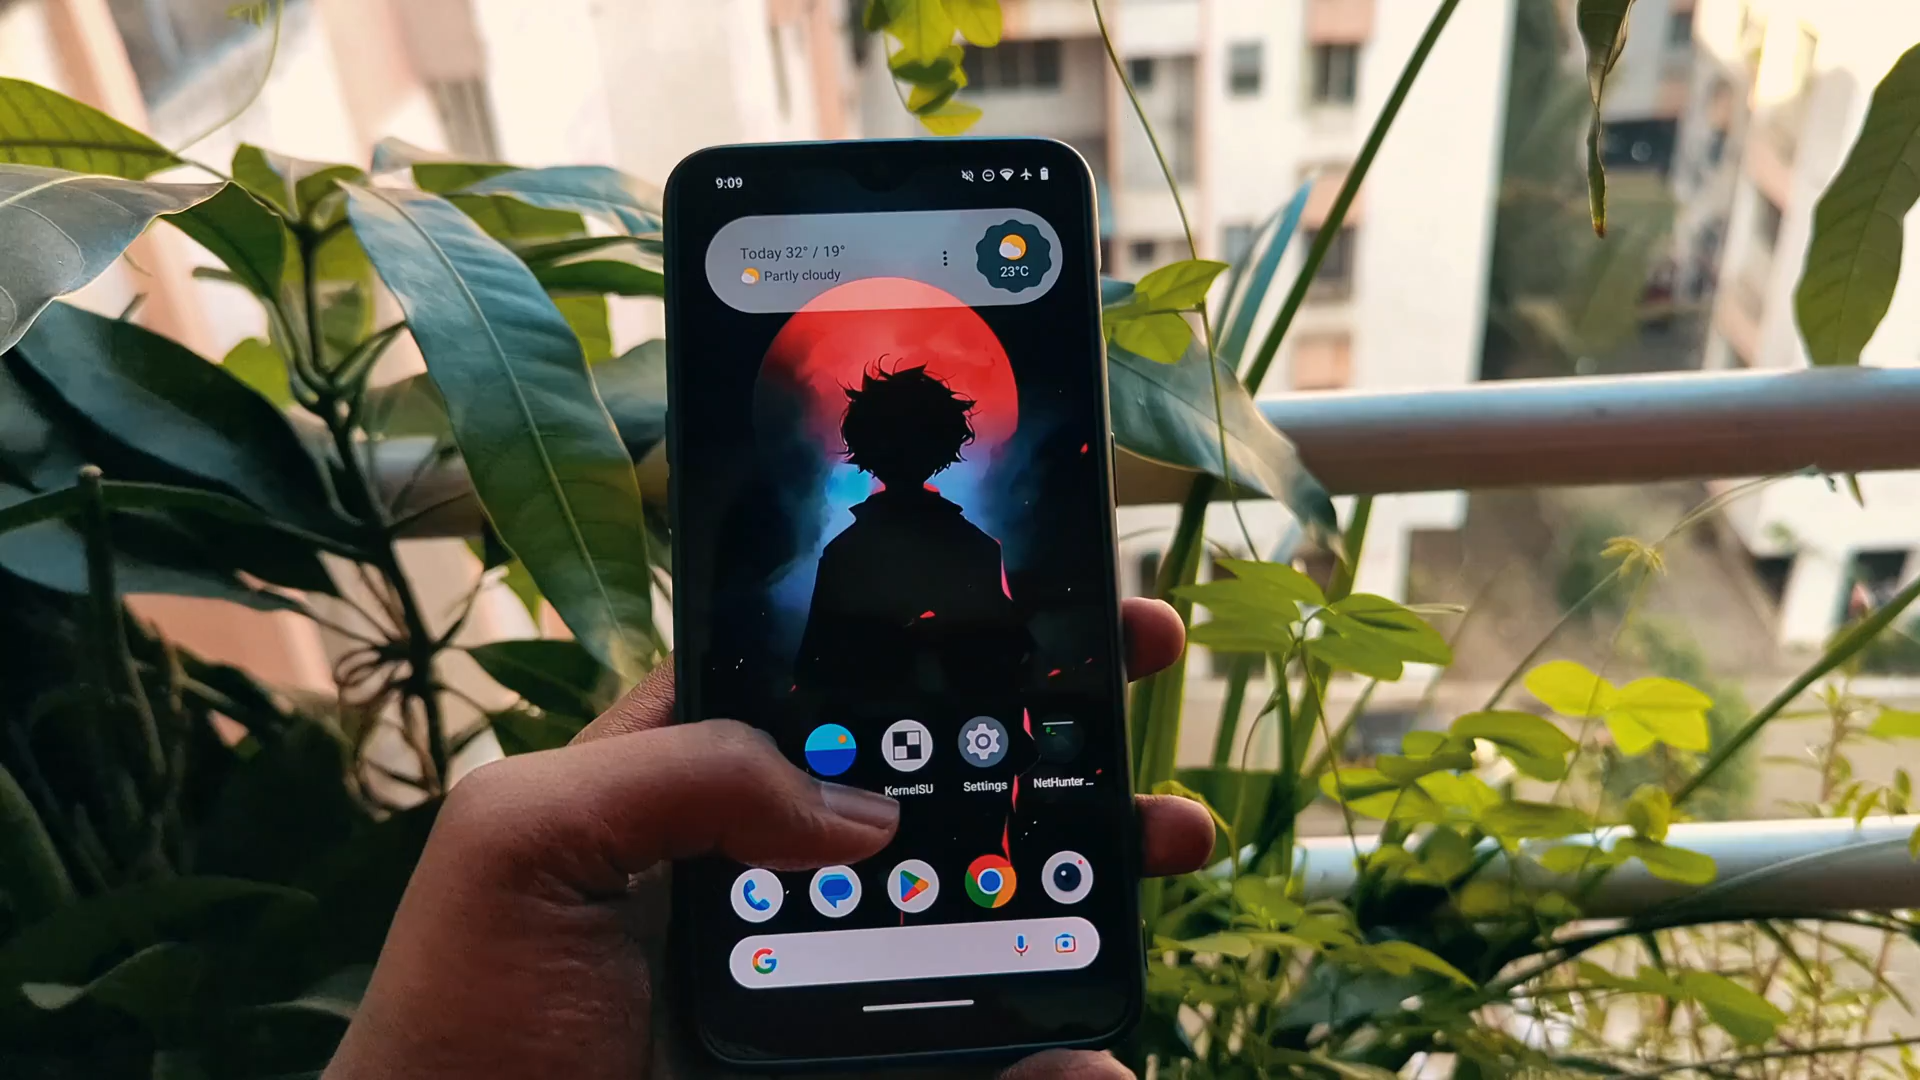 9:09
Today 32° / 19°
Partly cloudy
23°C
KernelSU
Settings
NetHunter ...